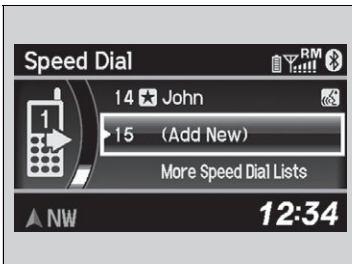 Speed Dial RM
14 John
1
15 (Add New)
More Speed Dial Lists
NW 12:34